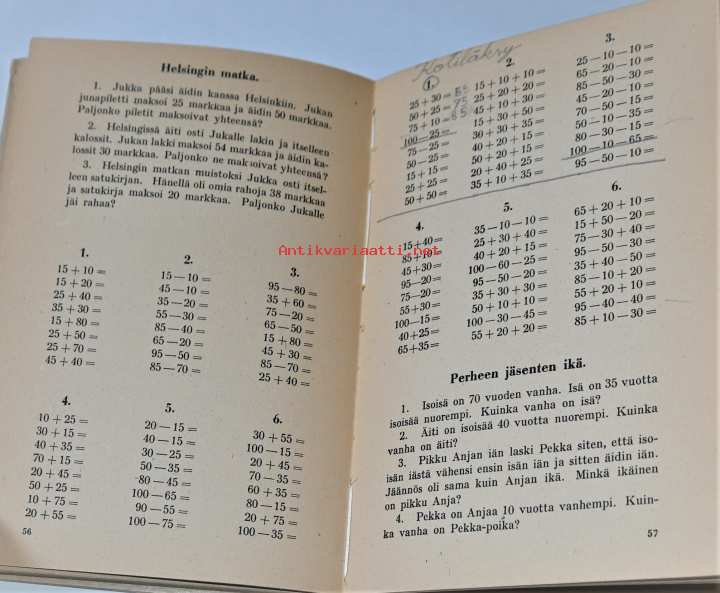 Helsingin matka.
1. Jukka pääsi äidin kanssa Helsinkiin. Jukan
junapiletti maksoi 25 markkaa ja äidin 50 markkaa.
Paljonko piletit maksoivat yhteensä?
2. Helsingissä äiti osti Jukalle lakin ja itselleen
kalossit. Jukan lakki maksoi 54 markkaa ja äidin ka-
lossit 30 markkaa. Paljonko ne maksoivat yhteensä?
3. Helsingin matkan muistoksi Jukka osti itsel-
leen satukirjan. Hänellä oli omia rahoja 38 markkaa
ja satukirja maksoi 20 markkaa. Paljonko Jukalle
jäi rahaa?
1.
15 + 10 =
15 + 20 =
25 + 40 =
35 + 30 =
15 + 80 =
25 + 50 =
25 + 70 =
45 + 40 =
2.
15 — 10 =
45 — 10 =
35 — 20 =
55 — 30 =
85 — 40 =
65 — 20 =
95 — 50 =
85 — 70 =
3.
95 — 80 =
35 + 60 =
75 — 20 =
65 — 50 =
15 + 80 =
45 + 30 =
85 — 70 =
25 + 40 =
4.
10 + 25 =
30 + 15 =
40 + 35 =
70 + 15 =
20 + 45 =
50 + 25 =
10 + 75 =
20 + 55 =
5.
20 — 15 =
40 — 15 =
30 — 25 =
50 — 35 =
80 — 45 =
100 — 65 =
90 — 55 =
100 — 75 =
6.
30 + 55 =
100 — 15 =
20 + 45 =
70 — 35 =
60 + 35 =
80 — 15 =
20 + 75 =
100 — 35 =
56
Kotiläksy
1.
25 + 30 = 55
50 + 25 = 75
75 + 10 = 85
100 — 25 =
75 — 25 =
50 — 25 =
15 + 15 =
25 + 25 =
50 + 50 =
2.
15 + 10 + 10 =
25 + 20 + 20 =
45 + 10 + 30 =
15 + 30 + 50 =
30 + 30 + 35 =
40 + 20 + 15 =
50 + 20 + 15 =
20 + 40 + 25 =
35 + 10 + 35 =
3.
25 — 10 — 10 =
65 — 20 — 10 =
85 — 50 — 30 =
45 — 20 — 10 =
70 — 50 — 15 =
50 — 10 — 35 =
80 — 30 — 15 =
100 — 10 — 65 =
95 — 50 — 10 =
4.
15 + 40 =
85 + 10 =
45 + 30 =
95 — 20 =
75 — 20 =
55 + 20 =
100 — 15 =
40 + 25 =
65 + 35 =
5.
35 — 10 — 10 =
25 + 30 + 40 =
40 + 20 + 15 =
100 — 60 — 25 =
95 — 50 — 20 =
35 + 30 + 30 =
50 + 10 + 10 =
100 — 30 — 45 =
55 + 20 + 20 =
6.
65 + 20 + 10 =
15 + 50 — 20 =
75 — 30 + 40 =
95 — 50 — 30 =
35 + 40 — 50 =
85 — 10 + 20 =
55 + 20 + 10 =
95 — 40 — 40 =
85 + 10 — 30 =
Perheen jäsenten ikä.
1. Isoisä on 70 vuoden vanha. Isä on 35 vuotta
isoisää nuorempi. Kuinka vanha on isä?
2. Äiti on isoisää 40 vuotta nuorempi. Kuinka
vanha on äiti?
3. Pikku Anjan iän laski Pekka siten, että iso-
isän iästä vähensi ensin isän iän ja sitten äidin iän.
Jäännös oli sama kuin Anjan ikä. Minkä ikäinen
on pikku Anja?
4. Pekka on Anjaa 10 vuotta vanhempi. Kuin-
ka vanha on Pekka-poika?
57
Antikvariaatti.net